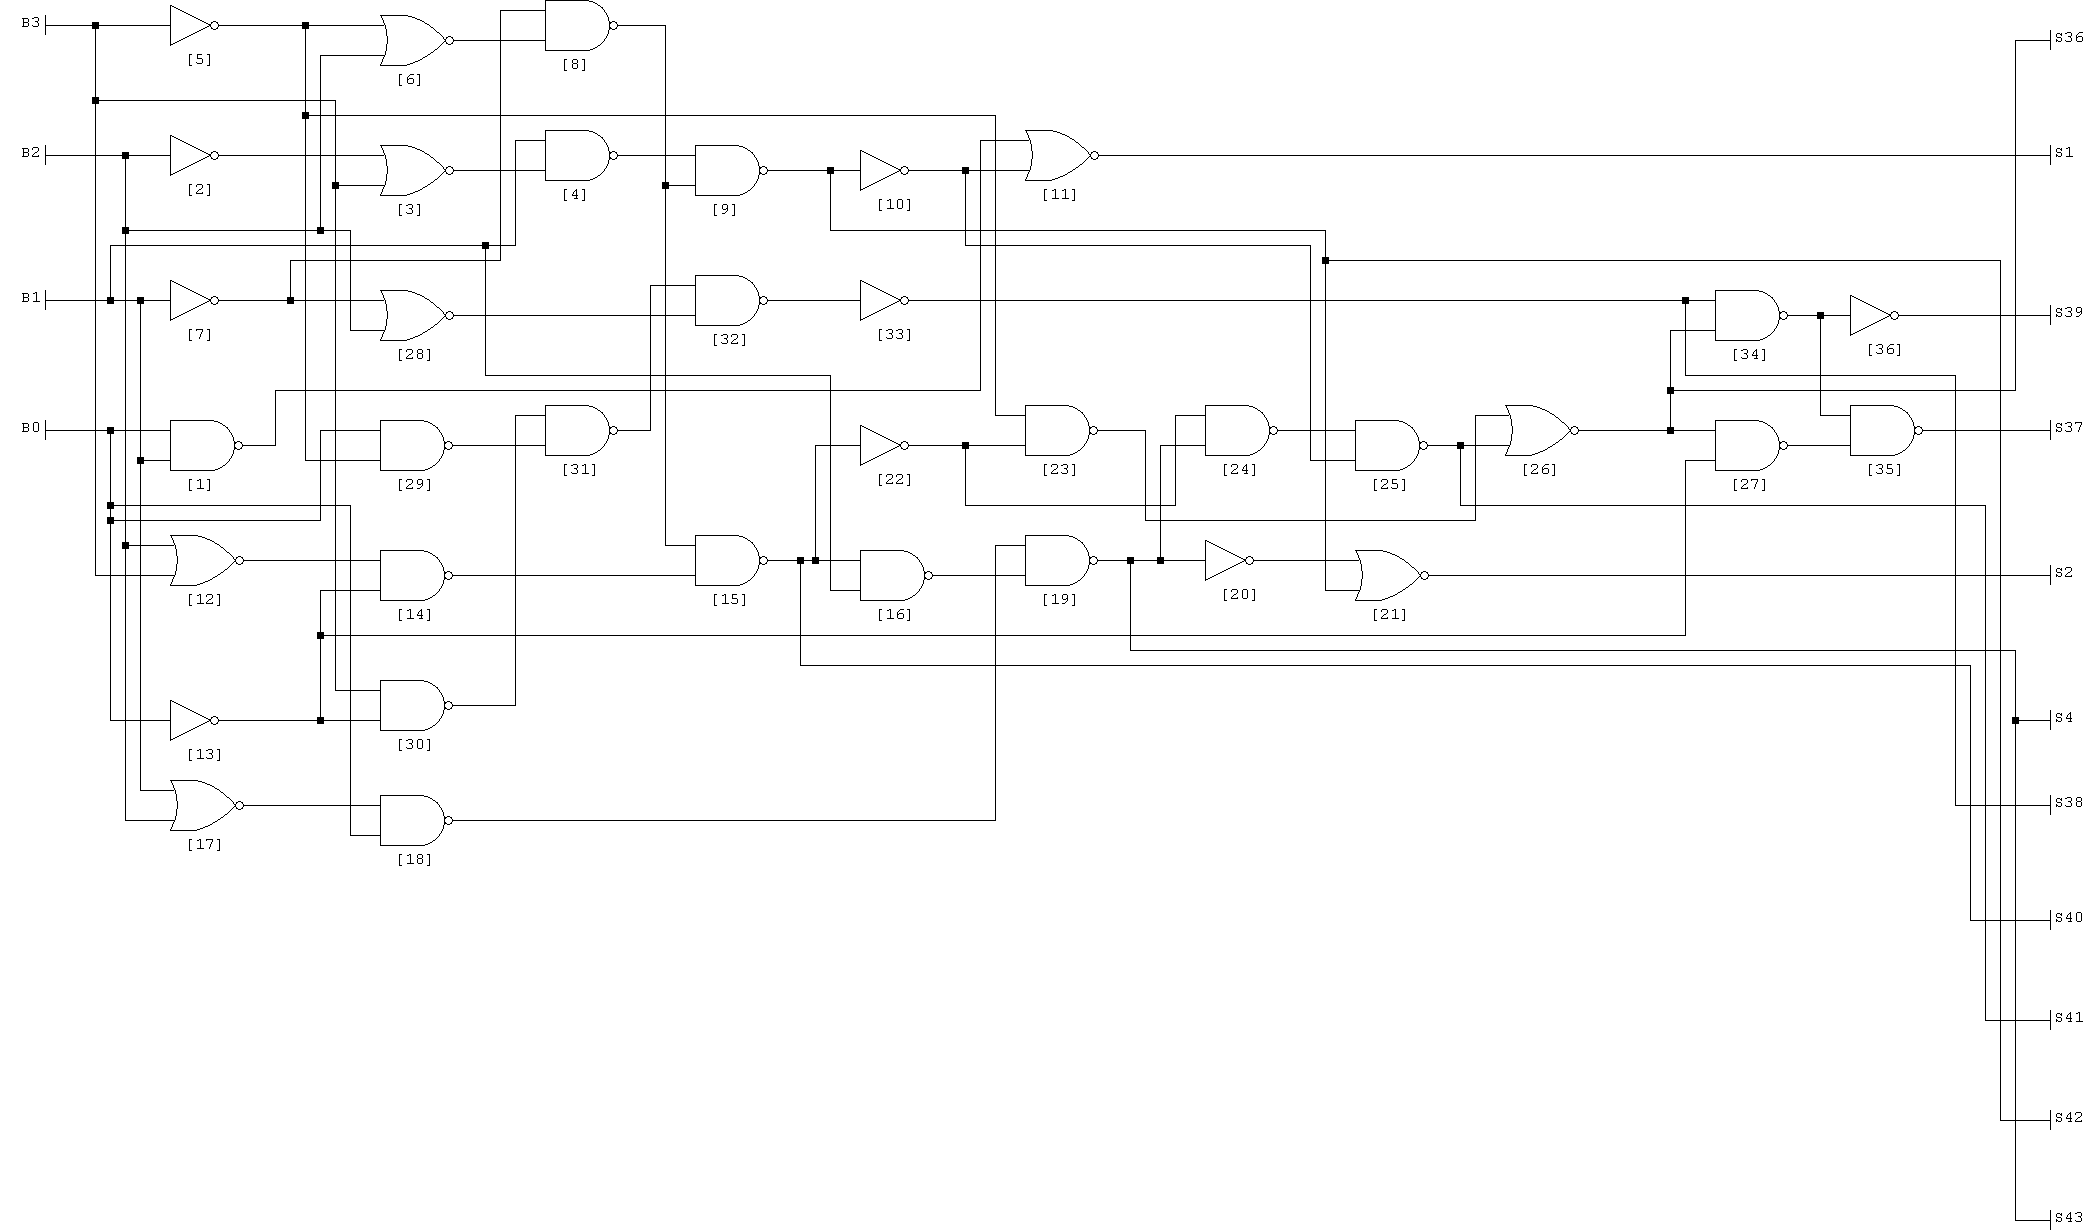 B3
S36
[5]
[8]
[6]
B2
S1
[2]
[3]
[4]
[9]
[10]
[11]
B1
S39
[7]
[28]
[32]
[33]
[34]
[36]
B0
S37
[1]
[29]
[31]
[22]
[23]
[24]
[25]
[26]
[27]
[35]
S2
[12]
[14]
[15]
[16]
[19]
[20]
[21]
S4
[13]
[30]
S38
[17]
[18]
S40
S41
S42
S43